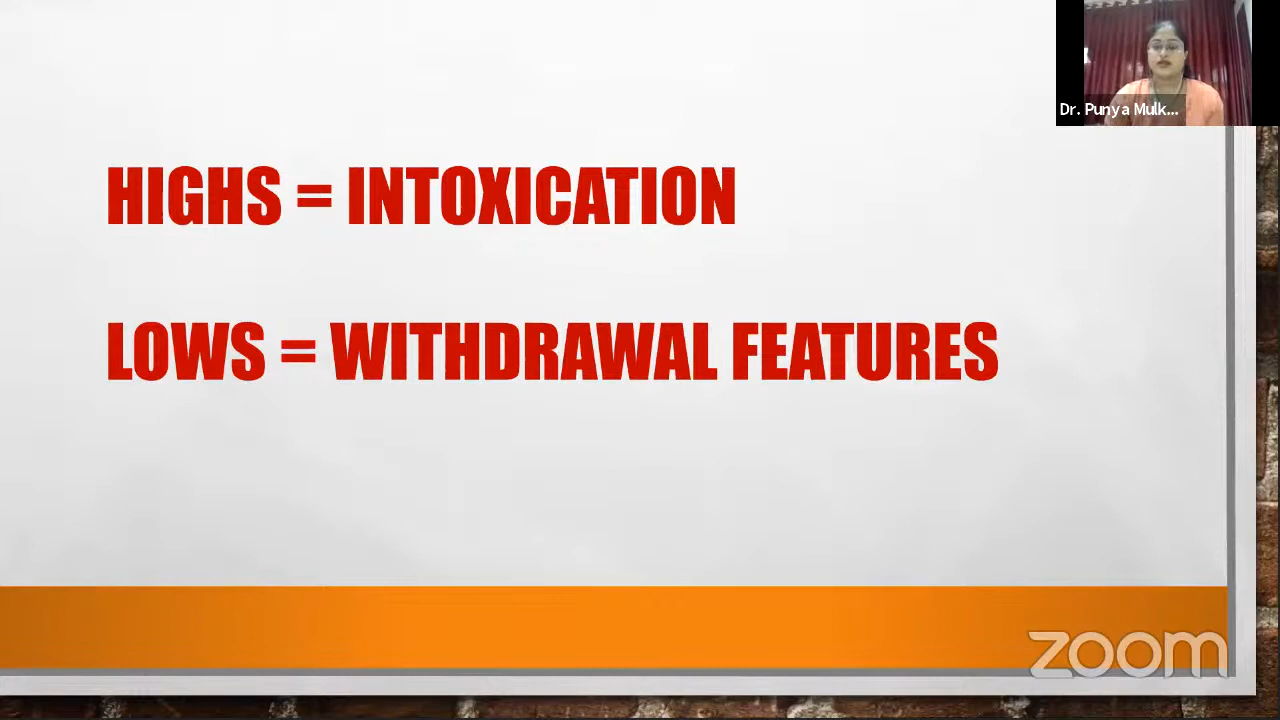 Dr. Punya Mulk...
HIGHS = INTOXICATION
LOWS = WITHDRAWAL FEATURES
zoom